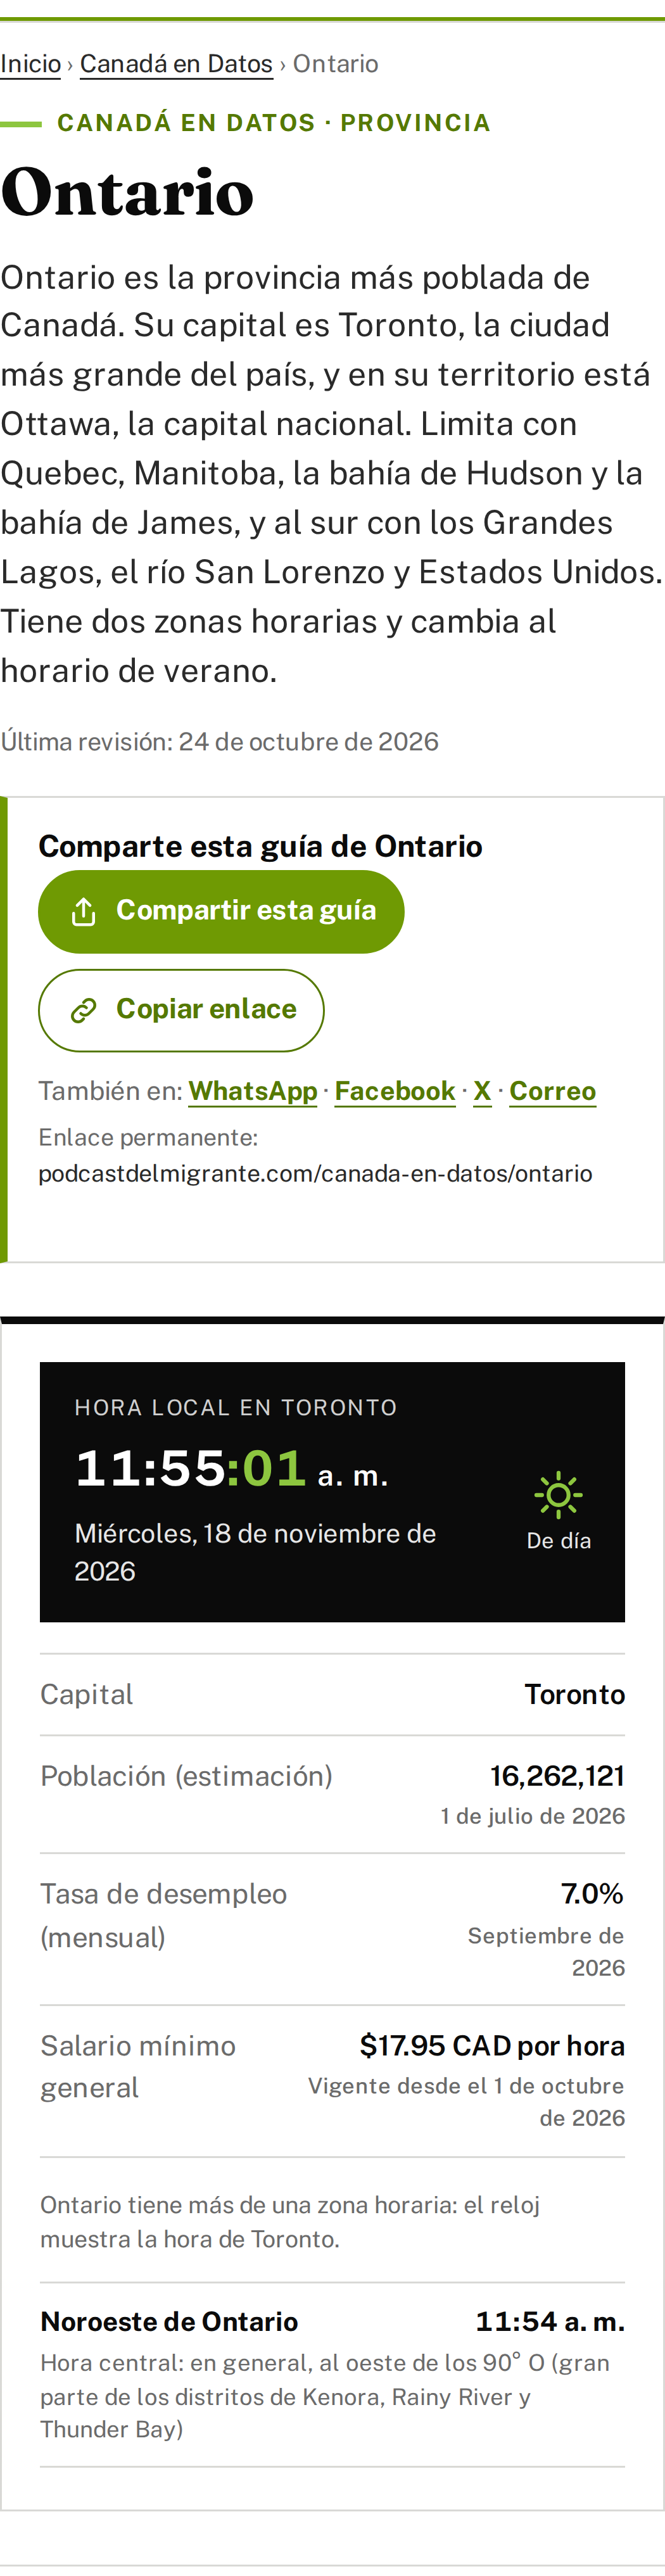 Inicio › Canadá en Datos › Ontario
CANADÁ EN DATOS · PROVINCIA
Ontario
Ontario es la provincia más poblada de
Canadá. Su capital es Toronto, la ciudad
más grande del país, y en su territorio está
Ottawa, la capital nacional. Limita con
Quebec, Manitoba, la bahía de Hudson y la
bahía de James, y al sur con los Grandes
Lagos, el río San Lorenzo y Estados Unidos.
Tiene dos zonas horarias y cambia al
horario de verano.
Última revisión: 24 de octubre de 2026
Comparte esta guía de Ontario
Compartir esta guía
Copiar enlace
También en: WhatsApp · Facebook · X · Correo
Enlace permanente:
podcastdelmigrante.com/canada-en-datos/ontario
HORA LOCAL EN TORONTO
11:55:01 a. m.
Miércoles, 18 de noviembre de
2026
De día
Capital Toronto
Población (estimación) 16,262,121
1 de julio de 2026
Tasa de desempleo 7.0%
(mensual) Septiembre de
2026
Salario mínimo $17.95 CAD por hora
general Vigente desde el 1 de octubre
de 2026
Ontario tiene más de una zona horaria: el reloj
muestra la hora de Toronto.
Noroeste de Ontario 11:54 a. m.
Hora central: en general, al oeste de los 90° O (gran
parte de los distritos de Kenora, Rainy River y
Thunder Bay)